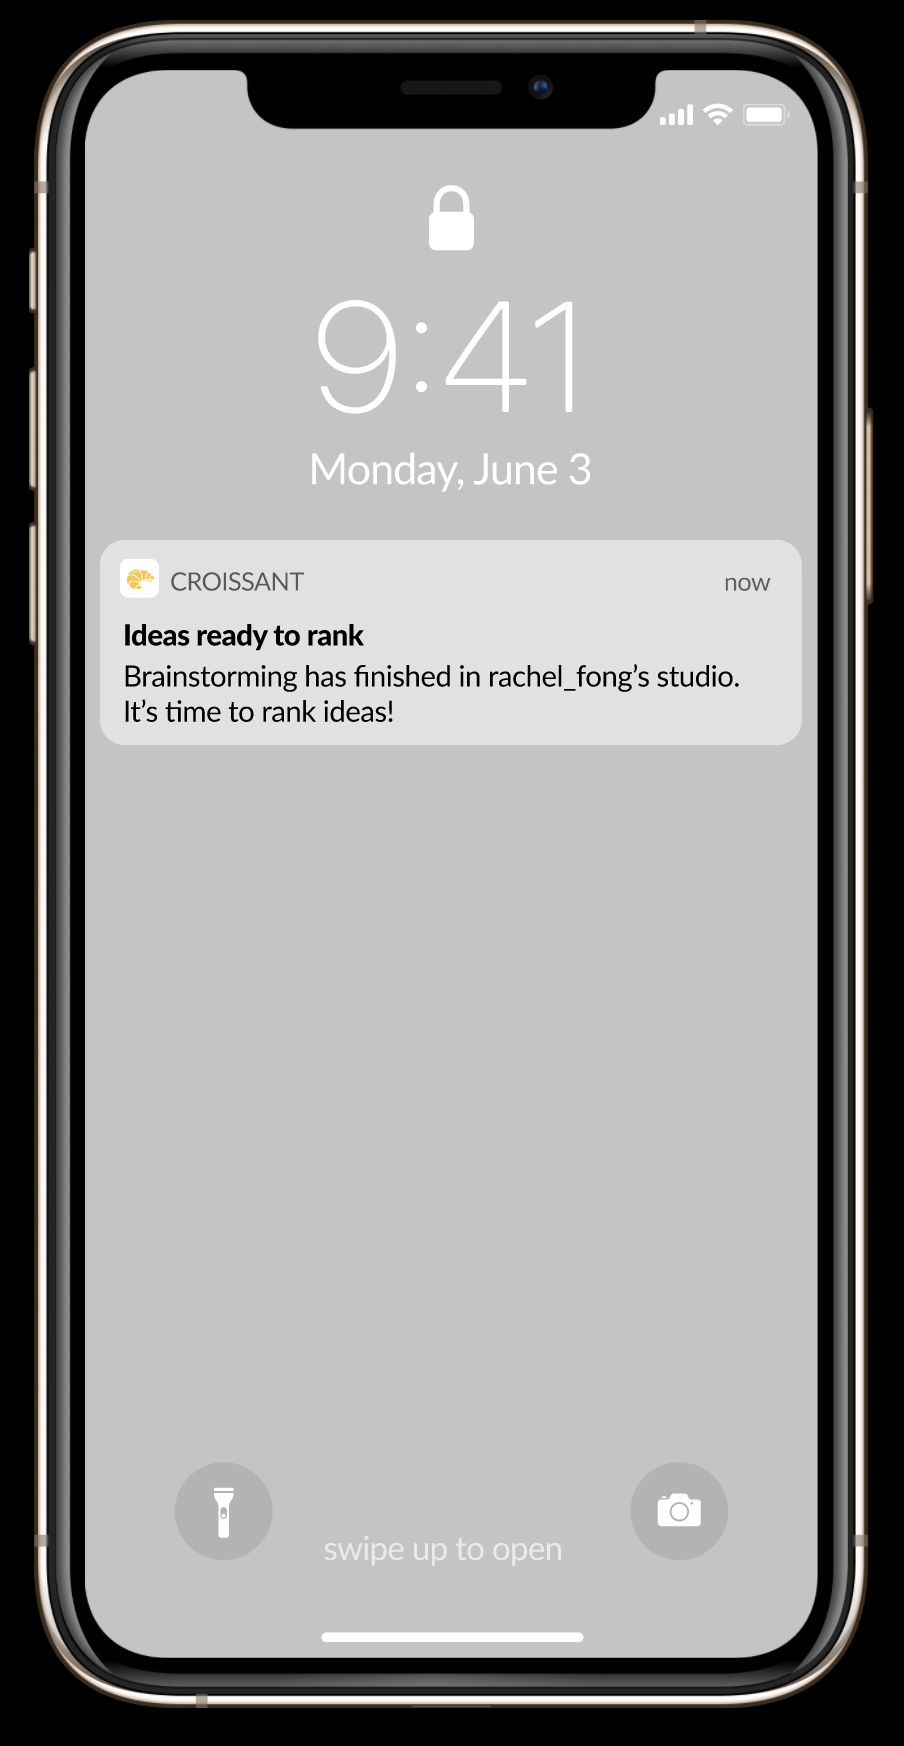 9:41
Monday, June 3
CROISSANT now
Ideas ready to rank
Brainstorming has finished in rachel_fong’s studio.
It’s time to rank ideas!
swipe up to open